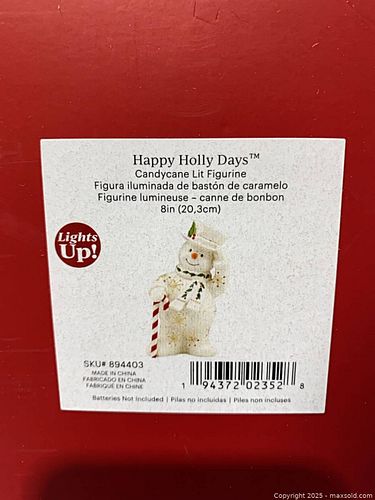 Happy Holly Days™
Candycane Lit Figurine
Figura iluminada de bastón de caramelo
Figurine lumineuse - canne de bonbon
8in (20,3cm)
Lights
Up!
SKU# 894403
MADE IN CHINA
FABRICADO EN CHINA
FABRIQUÉ EN CHINE
1 94372 02352 8
Batteries Not Included | Pilas no incluidas | Piles non incluses
Copyright 2025 - maxsold.com